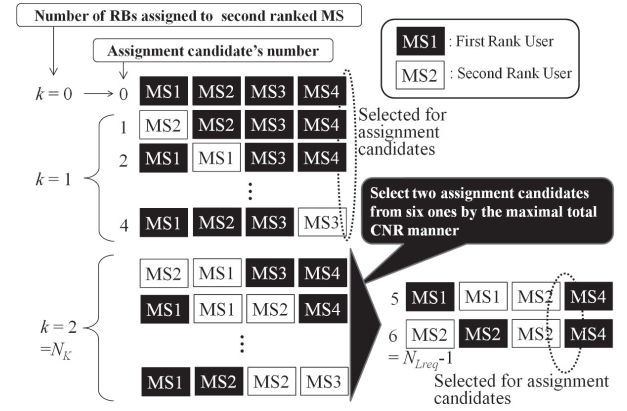 Number of RBs assigned to second ranked MS
Assignment candidate's number
MS1 : First Rank User
MS2 : Second Rank User
k = 0 → 0 MS1 MS2 MS3 MS4
Selected for
assignment
candidates
k = 1
1 MS2 MS2 MS3 MS4
2 MS1 MS1 MS3 MS4
⋮
4 MS1 MS2 MS3 MS3
Select two assignment candidates
from six ones by the maximal total
CNR manner
k = 2
=N_K
MS2 MS1 MS3 MS4
MS1 MS1 MS2 MS4
⋮
MS1 MS2 MS2 MS3
5 MS1 MS1 MS2 MS4
6 MS2 MS2 MS2 MS4
= N_Lreq-1
Selected for assignment
candidates